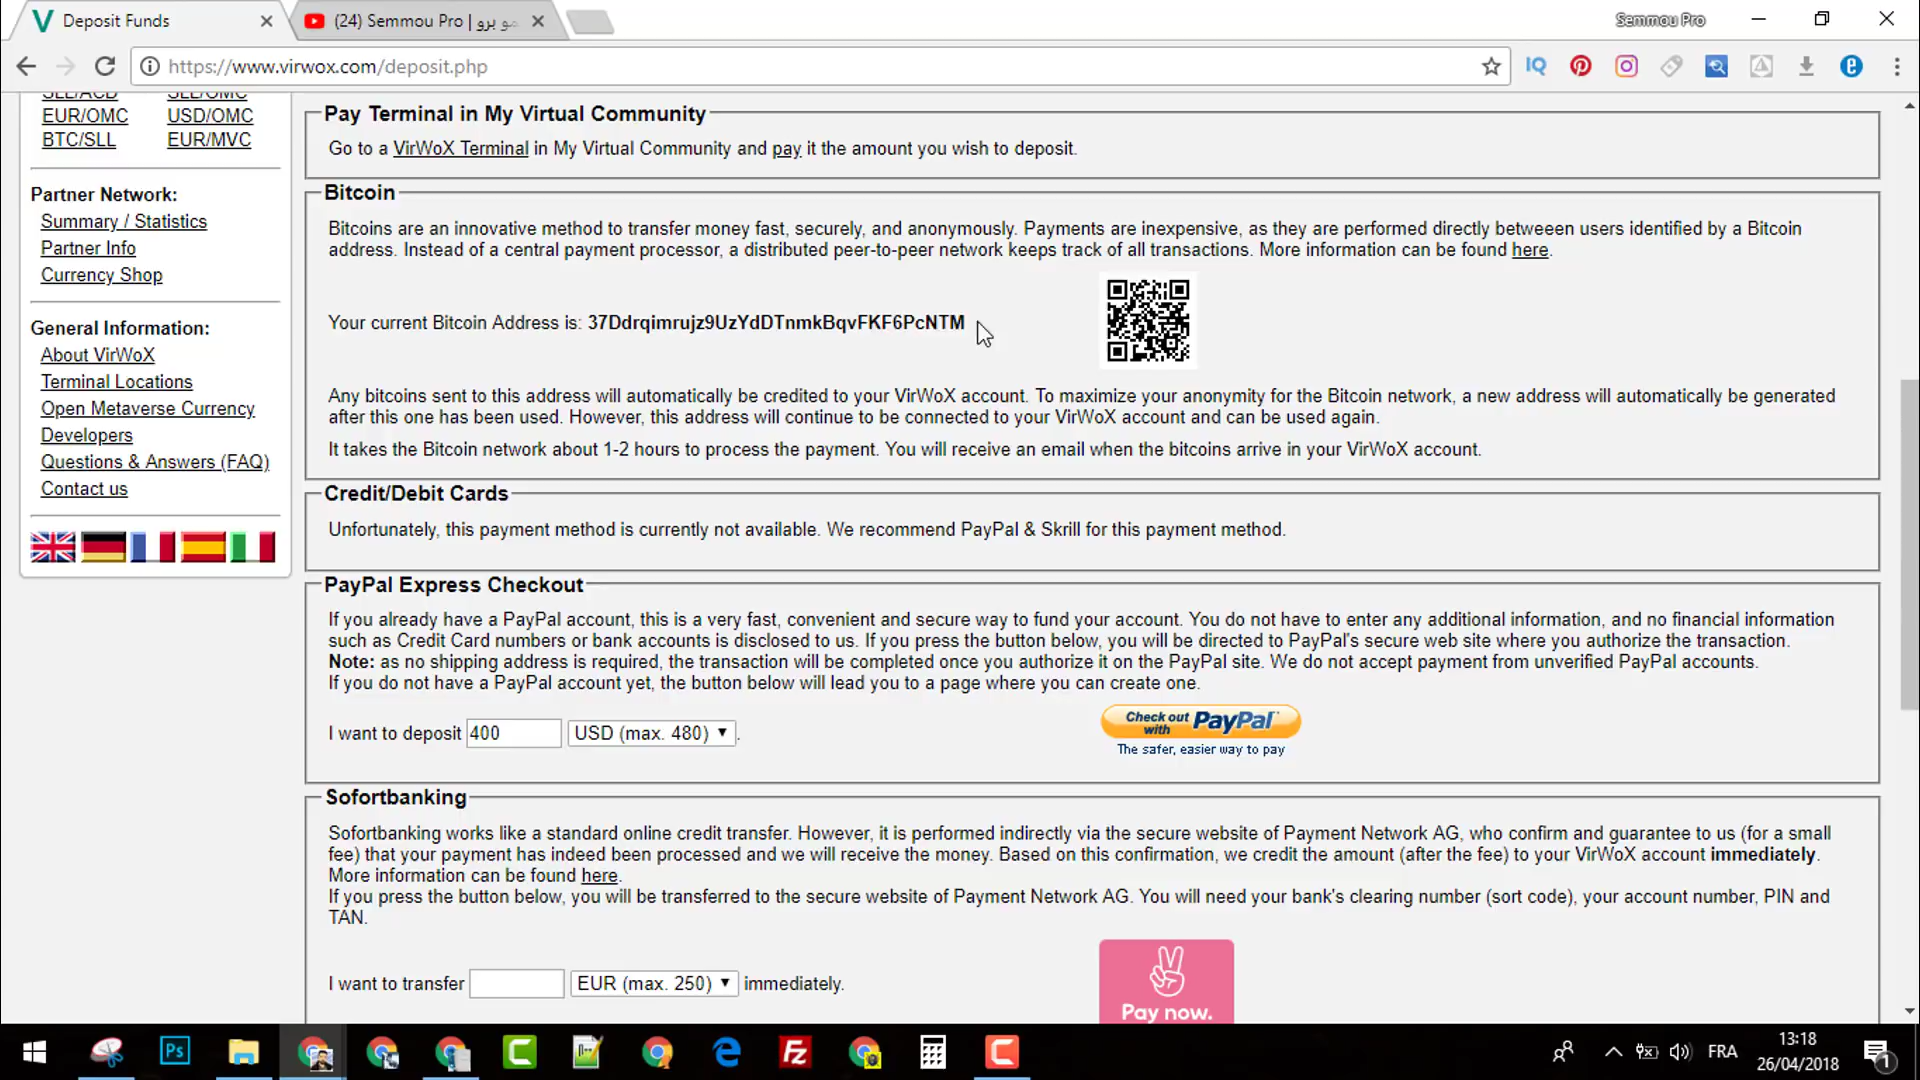 Deposit Funds
(24) Semmou Pro | مو برو
Semmou Pro
https://www.virwox.com/deposit.php
SLL/ACD SLL/OMC
EUR/OMC USD/OMC
BTC/SLL EUR/MVC
Partner Network:
Summary / Statistics
Partner Info
Currency Shop
General Information:
About VirWoX
Terminal Locations
Open Metaverse Currency
Developers
Questions & Answers (FAQ)
Contact us
Pay Terminal in My Virtual Community
Go to a VirWoX Terminal in My Virtual Community and pay it the amount you wish to deposit.
Bitcoin
Bitcoins are an innovative method to transfer money fast, securely, and anonymously. Payments are inexpensive, as they are performed directly betweeen users identified by a Bitcoin
address. Instead of a central payment processor, a distributed peer-to-peer network keeps track of all transactions. More information can be found here.
Your current Bitcoin Address is: 37Ddrqimrujz9UzYdDTnmkBqvFKF6PcNTM
Any bitcoins sent to this address will automatically be credited to your VirWoX account. To maximize your anonymity for the Bitcoin network, a new address will automatically be generated
after this one has been used. However, this address will continue to be connected to your VirWoX account and can be used again.
It takes the Bitcoin network about 1-2 hours to process the payment. You will receive an email when the bitcoins arrive in your VirWoX account.
Credit/Debit Cards
Unfortunately, this payment method is currently not available. We recommend PayPal & Skrill for this payment method.
PayPal Express Checkout
If you already have a PayPal account, this is a very fast, convenient and secure way to fund your account. You do not have to enter any additional information, and no financial information
such as Credit Card numbers or bank accounts is disclosed to us. If you press the button below, you will be directed to PayPal's secure web site where you authorize the transaction.
Note: as no shipping address is required, the transaction will be completed once you authorize it on the PayPal site. We do not accept payment from unverified PayPal accounts.
If you do not have a PayPal account yet, the button below will lead you to a page where you can create one.
I want to deposit 400 USD (max. 480) .
Check out with PayPal
The safer, easier way to pay
Sofortbanking
Sofortbanking works like a standard online credit transfer. However, it is performed indirectly via the secure website of Payment Network AG, who confirm and guarantee to us (for a small
fee) that your payment has indeed been processed and we will receive the money. Based on this confirmation, we credit the amount (after the fee) to your VirWoX account immediately.
More information can be found here.
If you press the button below, you will be transferred to the secure website of Payment Network AG. You will need your bank's clearing number (sort code), your account number, PIN and
TAN.
I want to transfer EUR (max. 250) immediately.
Pay now.
FRA
13:18
26/04/2018
1